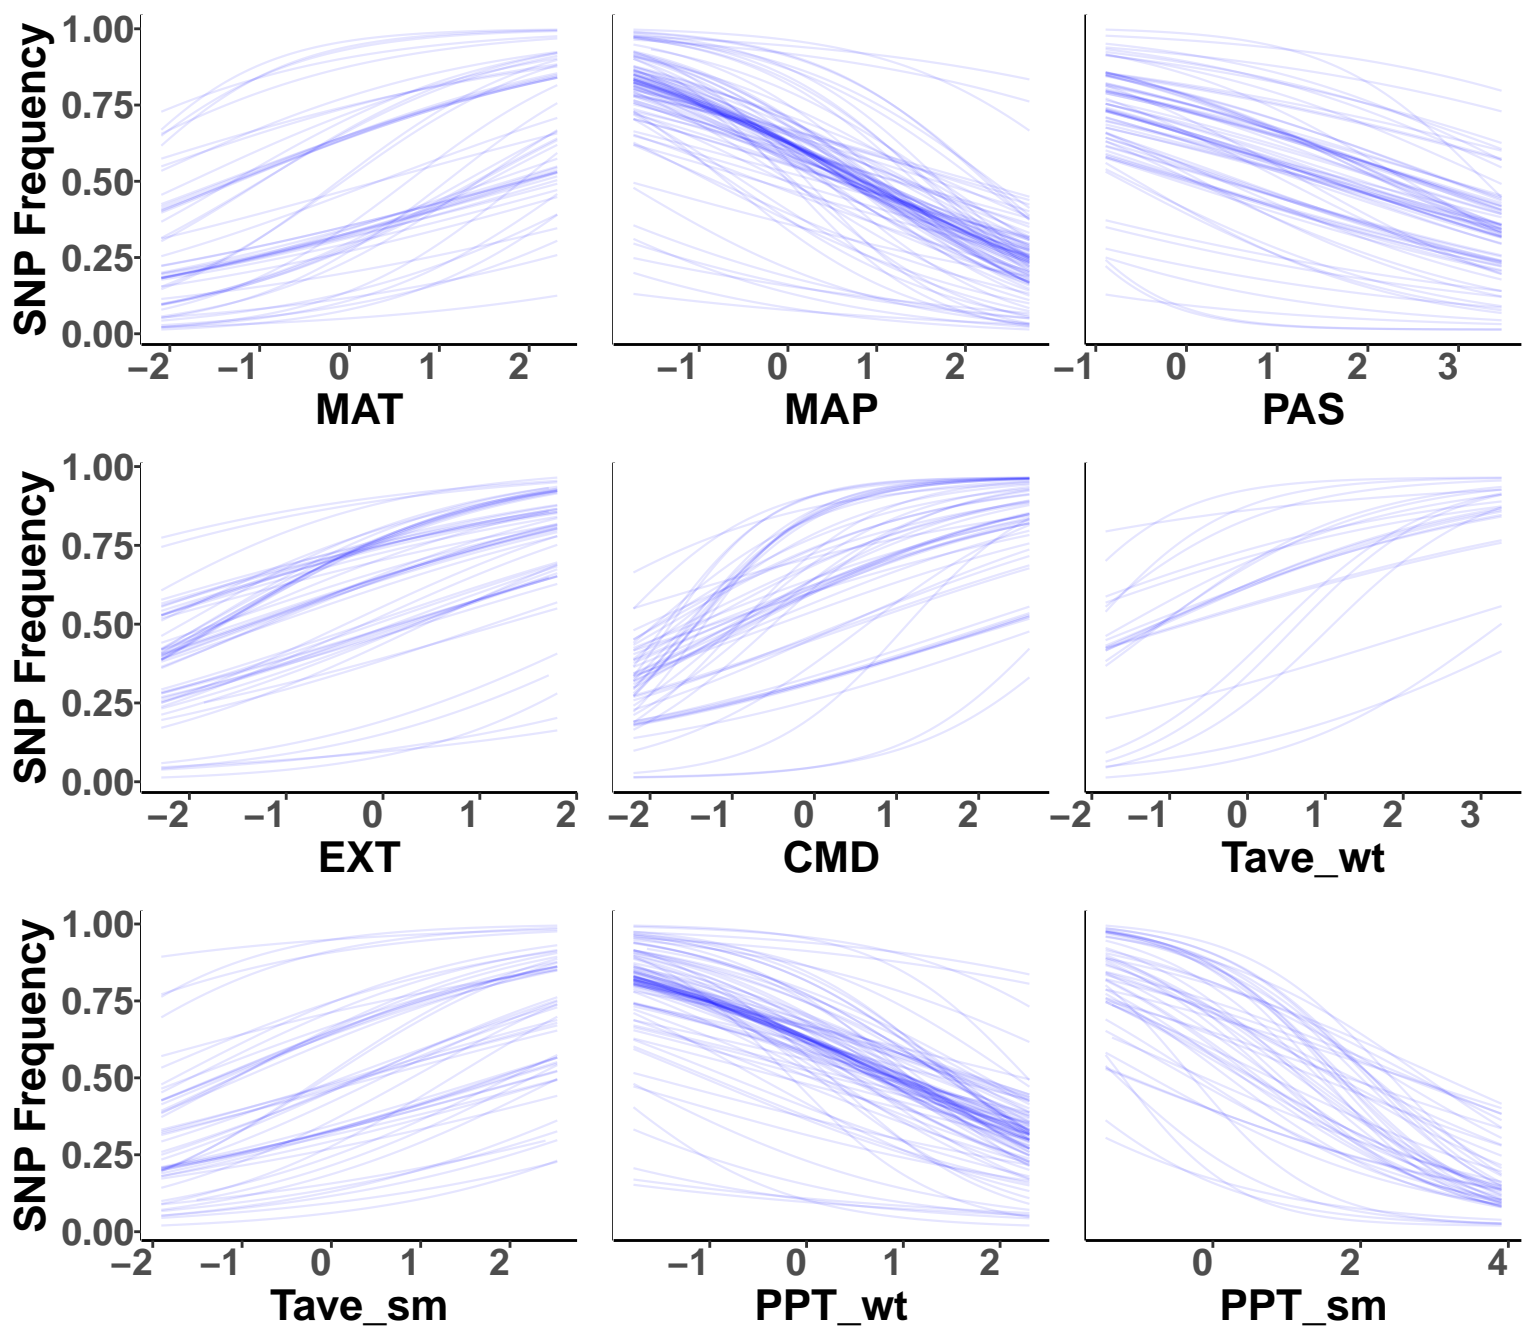 SNP Frequency
1.00
0.75
0.50
0.25
0.00
−2 −1 0 1 2
MAT
−1 0 1 2
MAP
−1 0 1 2 3
PAS
SNP Frequency
1.00
0.75
0.50
0.25
0.00
−2 −1 0 1 2
EXT
−2 −1 0 1 2
CMD
−2 −1 0 1 2 3
Tave_wt
SNP Frequency
1.00
0.75
0.50
0.25
0.00
−2 −1 0 1 2
Tave_sm
−1 0 1 2
PPT_wt
0 2 4
PPT_sm